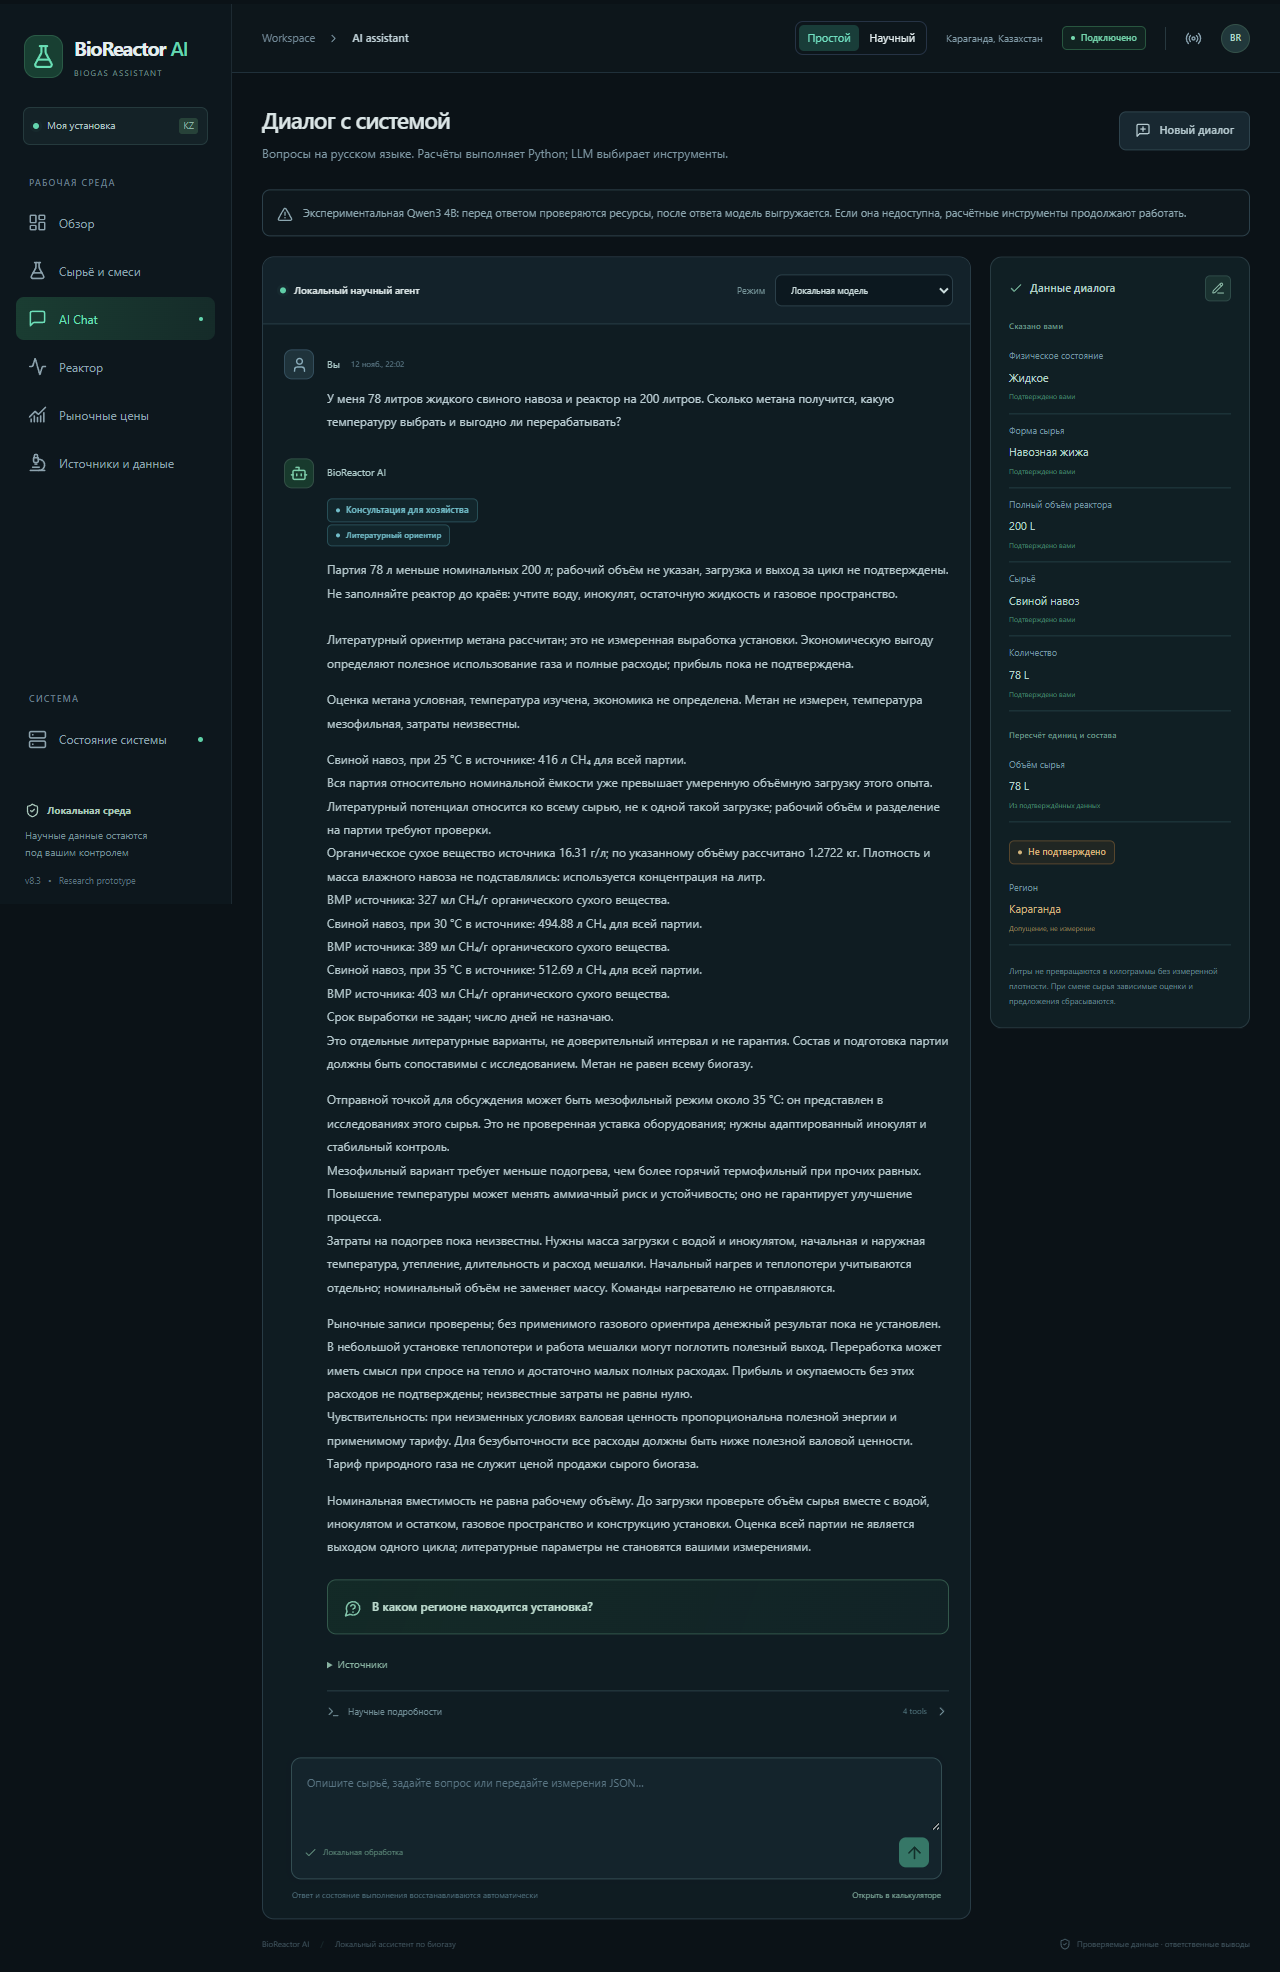 BioReactor AI
BIOGAS ASSISTANT
Моя установка
KZ
РАБОЧАЯ СРЕДА
Обзор
Сырьё и смеси
AI Chat
Реактор
Рыночные цены
Источники и данные
СИСТЕМА
Состояние системы
Локальная среда
Научные данные остаются
под вашим контролем
v8.3 • Research prototype
Workspace > AI assistant
Простой
Научный
Караганда, Казахстан
Подключено
BR
Диалог с системой
Вопросы на русском языке. Расчёты выполняет Python; LLM выбирает инструменты.
Новый диалог
Экспериментальная Qwen3 4B: перед ответом проверяются ресурсы, после ответа модель выгружается. Если она недоступна, расчётные инструменты продолжают работать.
Локальный научный агент
Режим
Локальная модель
Вы 12 нояб., 22:02
У меня 78 литров жидкого свиного навоза и реактор на 200 литров. Сколько метана получится, какую
температуру выбрать и выгодно ли перерабатывать?
BioReactor AI
Консультация для хозяйства
Литературный ориентир
Партия 78 л меньше номинальных 200 л; рабочий объём не указан, загрузка и выход за цикл не подтверждены.
Не заполняйте реактор до краёв: учтите воду, инокулят, остаточную жидкость и газовое пространство.
Литературный ориентир метана рассчитан; это не измеренная выработка установки. Экономическую выгоду
определяют полезное использование газа и полные расходы; прибыль пока не подтверждена.
Оценка метана условная, температура изучена, экономика не определена. Метан не измерен, температура
мезофильная, затраты неизвестны.
Свиной навоз, при 25 °C в источнике: 416 л CH₄ для всей партии.
Вся партия относительно номинальной ёмкости уже превышает умеренную объёмную загрузку этого опыта.
Литературный потенциал относится ко всему сырью, не к одной такой загрузке; рабочий объём и разделение
на партии требуют проверки.
Органическое сухое вещество источника 16.31 г/л; по указанному объёму рассчитано 1.2722 кг. Плотность и
масса влажного навоза не подставлялись: используется концентрация на литр.
BMP источника: 327 мл CH₄/г органического сухого вещества.
Свиной навоз, при 30 °C в источнике: 494.88 л CH₄ для всей партии.
BMP источника: 389 мл CH₄/г органического сухого вещества.
Свиной навоз, при 35 °C в источнике: 512.69 л CH₄ для всей партии.
BMP источника: 403 мл CH₄/г органического сухого вещества.
Срок выработки не задан; число дней не назначаю.
Это отдельные литературные варианты, не доверительный интервал и не гарантия. Состав и подготовка партии
должны быть сопоставимы с исследованием. Метан не равен всему биогазу.
Отправной точкой для обсуждения может быть мезофильный режим около 35 °C: он представлен в
исследованиях этого сырья. Это не проверенная уставка оборудования; нужны адаптированный инокулят и
стабильный контроль.
Мезофильный вариант требует меньше подогрева, чем более горячий термофильный при прочих равных.
Повышение температуры может менять аммиачный риск и устойчивость; оно не гарантирует улучшение
процесса.
Затраты на подогрев пока неизвестны. Нужны масса загрузки с водой и инокулятом, начальная и наружная
температура, утепление, длительность и расход мешалки. Начальный нагрев и теплопотери учитываются
отдельно; номинальный объём не заменяет массу. Команды нагревателю не отправляются.
Рыночные записи проверены; без применимого газового ориентира денежный результат пока не установлен.
В небольшой установке теплопотери и работа мешалки могут поглотить полезный выход. Переработка может
иметь смысл при спросе на тепло и достаточно малых полных расходах. Прибыль и окупаемость без этих
расходов не подтверждены; неизвестные затраты не равны нулю.
Чувствительность: при неизменных условиях валовая ценность пропорциональна полезной энергии и
применимому тарифу. Для безубыточности все расходы должны быть ниже полезной валовой ценности.
Тариф природного газа не служит ценой продажи сырого биогаза.
Номинальная вместимость не равна рабочему объёму. До загрузки проверьте объём сырья вместе с водой,
инокулятом и остатком, газовое пространство и конструкцию установки. Оценка всей партии не является
выходом одного цикла; литературные параметры не становятся вашими измерениями.
В каком регионе находится установка?
Источники
Научные подробности
4 tools
Опишите сырьё, задайте вопрос или передайте измерения JSON...
Локальная обработка
Ответ и состояние выполнения восстанавливаются автоматически
Открыть в калькуляторе
Данные диалога
Сказано вами
Физическое состояние
Жидкое
Подтверждено вами
Форма сырья
Навозная жижа
Подтверждено вами
Полный объём реактора
200 L
Подтверждено вами
Сырьё
Свиной навоз
Подтверждено вами
Количество
78 L
Подтверждено вами
Пересчёт единиц и состава
Объём сырья
78 L
Из подтверждённых данных
Не подтверждено
Регион
Караганда
Допущение, не измерение
Литры не превращаются в килограммы без измеренной
плотности. При смене сырья зависимые оценки и
предложения сбрасываются.
BioReactor AI / Локальный ассистент по биогазу
Проверяемые данные · ответственные выводы